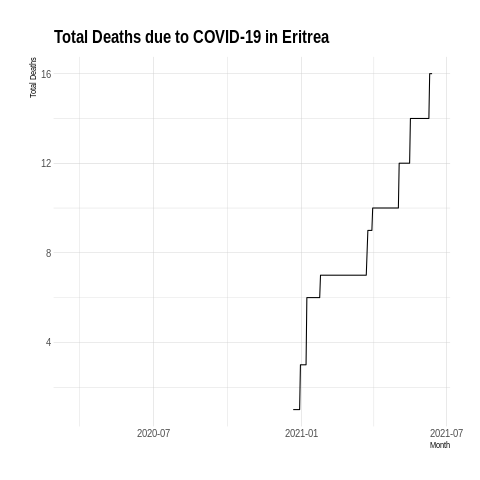 Total Deaths due to COVID-19 in Eritrea
Total Deaths
16
12
8
4
2020-07
2021-01
2021-07
Month